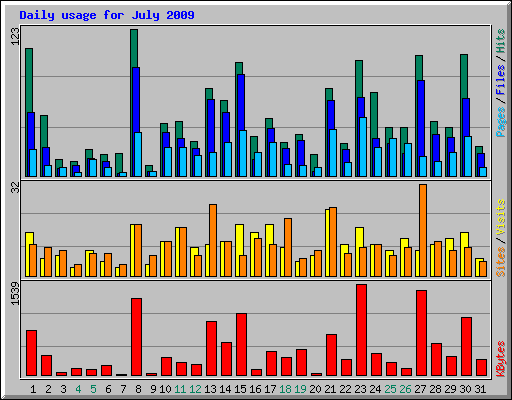 Daily usage for July 2009
123
Pages / Files / Hits
32
Sites / Visits
1539
KBytes
1 2 3 4 5 6 7 8 9 10 11 12 13 14 15 16 17 18 19 20 21 22 23 24 25 26 27 28 29 30 31